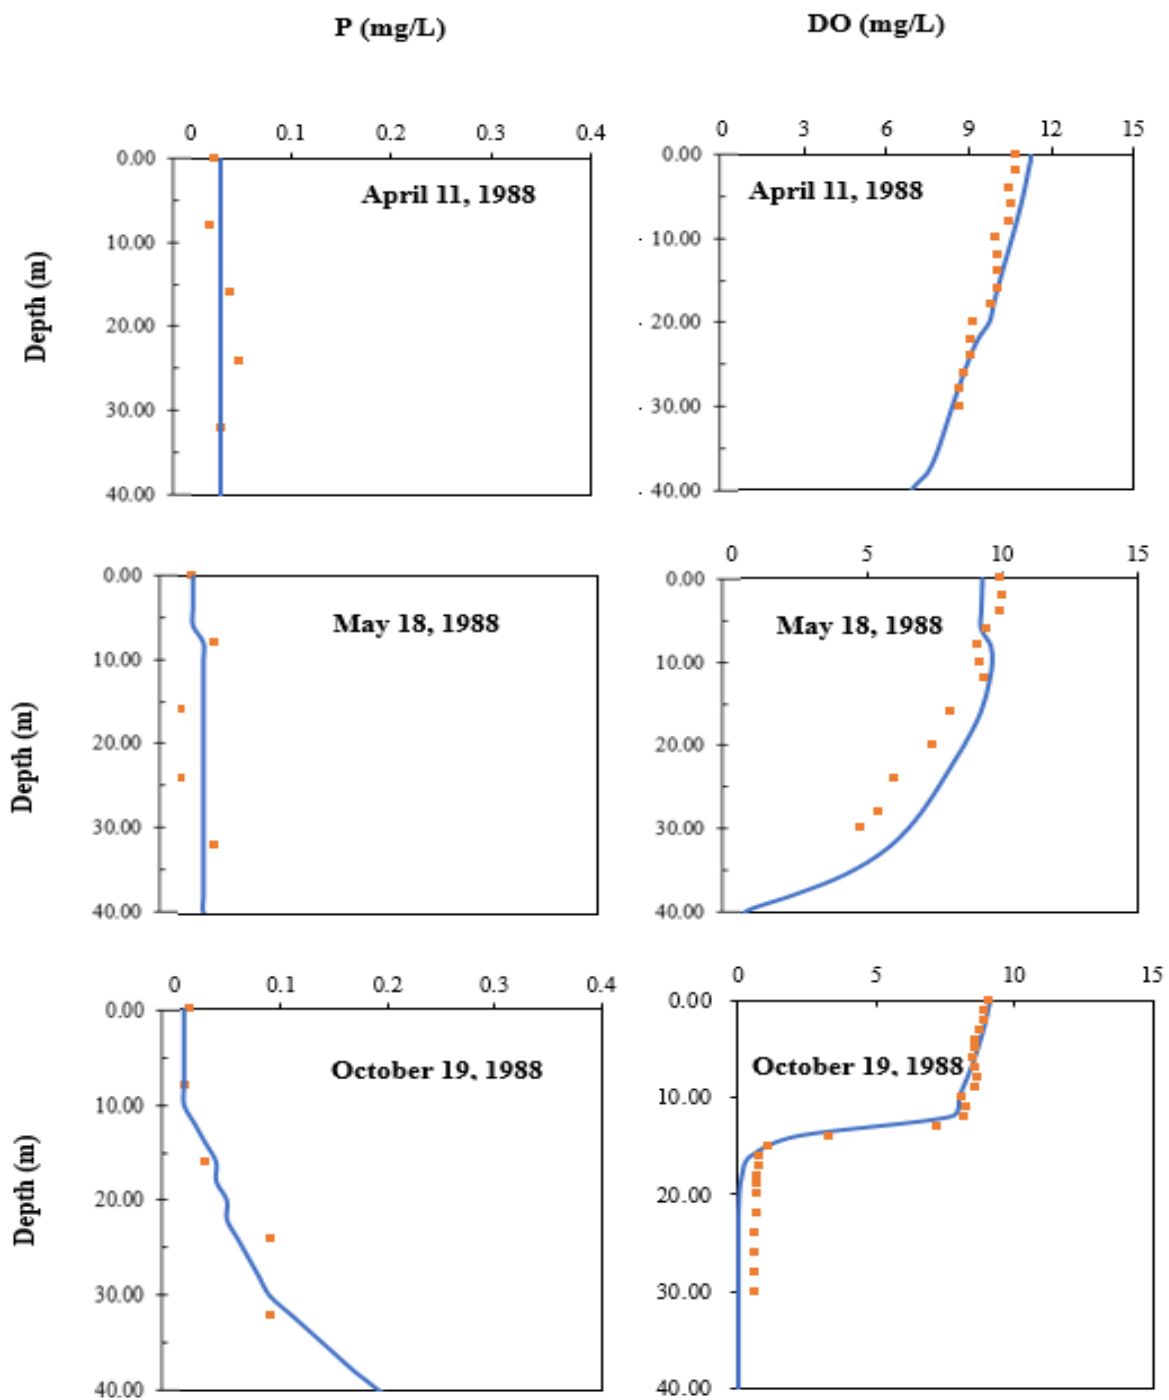 P (mg/L)
DO (mg/L)
0 0.1 0.2 0.3 0.4
0 3 6 9 12 15
0.00
10.00
20.00
30.00
40.00
Depth (m)
April 11, 1988
0.00
10.00
20.00
30.00
40.00
April 11, 1988
0 5 10 15
0.00
10.00
20.00
30.00
40.00
Depth (m)
May 18, 1988
0.00
10.00
20.00
30.00
40.00
May 18, 1988
0 0.1 0.2 0.3 0.4
0 5 10 15
0.00
10.00
20.00
30.00
40.00
Depth (m)
October 19, 1988
0.00
10.00
20.00
30.00
40.00
October 19, 1988